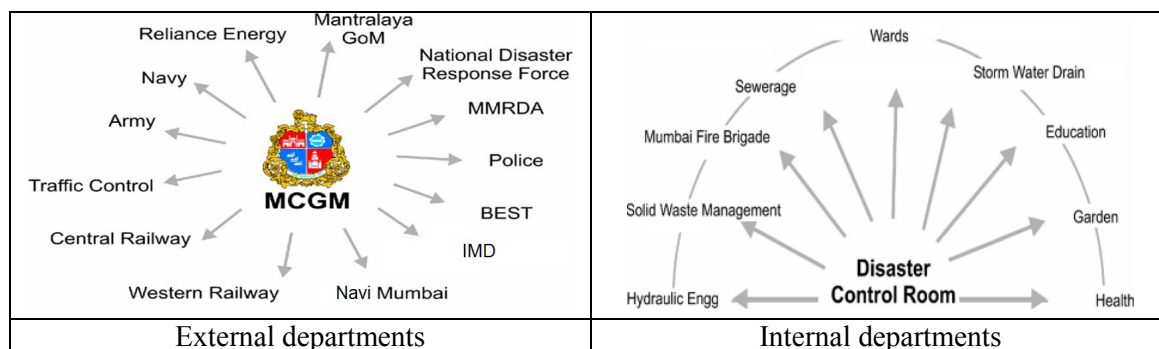 Mantralaya
GoM
Reliance Energy
National Disaster
Response Force
Navy
MMRDA
Army
Police
Traffic Control
MCGM
BEST
Central Railway
IMD
Western Railway
Navi Mumbai
External departments
Wards
Storm Water Drain
Sewerage
Mumbai Fire Brigade
Education
Solid Waste Management
Garden
Disaster
Control Room
Hydraulic Engg
Health
Internal departments